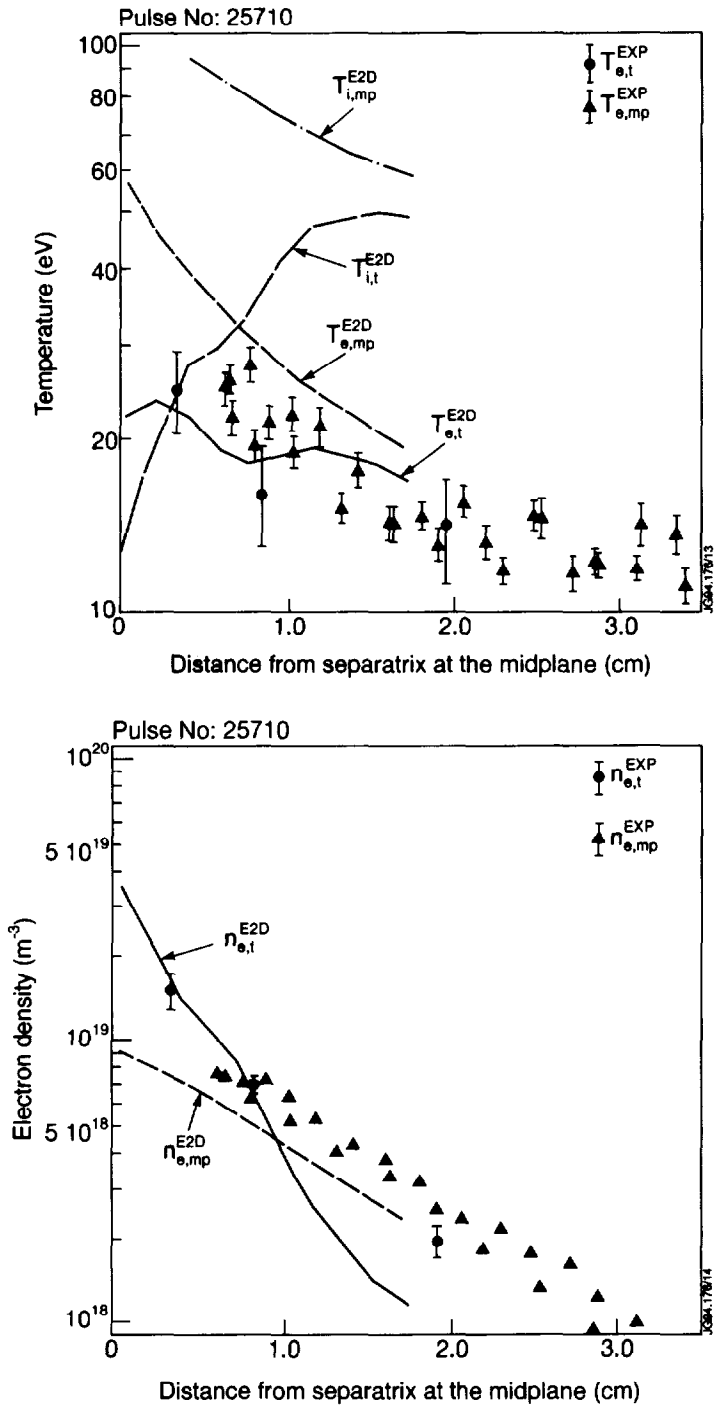 Pulse No: 25710
100
80
60
40
20
10
Temperature (eV)
T_{e,t}^{EXP}
T_{e,mp}^{EXP}
T_{i,mp}^{E2D}
T_{i,t}^{E2D}
T_{e,mp}^{E2D}
T_{e,t}^{E2D}
0 1.0 2.0 3.0
Distance from separatrix at the midplane (cm)
JG94.176/13
Pulse No: 25710
10^{20}
5 10^{19}
10^{19}
5 10^{18}
10^{18}
Electron density (m^{-3})
n_{e,t}^{EXP}
n_{e,mp}^{EXP}
n_{e,t}^{E2D}
n_{e,mp}^{E2D}
0 1.0 2.0 3.0
Distance from separatrix at the midplane (cm)
JG94.176/14